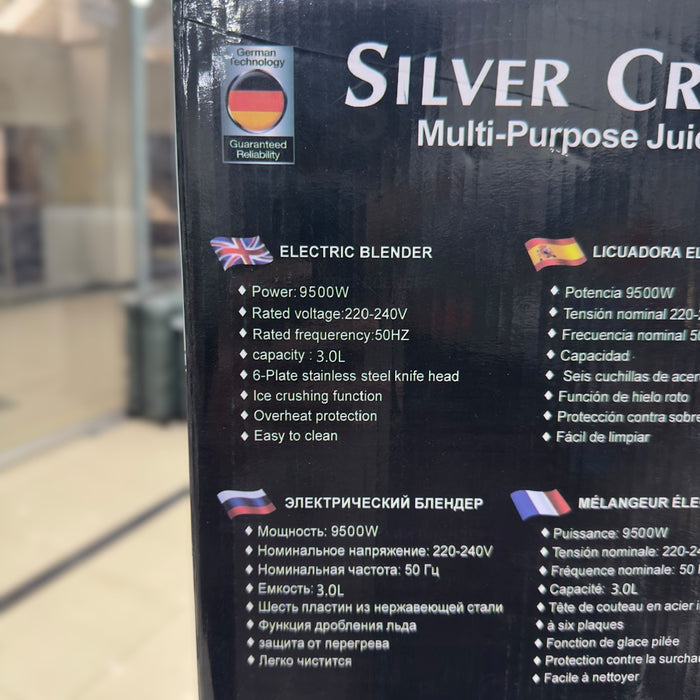 German
Technology
Guaranteed
Reliability
SILVER CR
Multi-Purpose Juic
ELECTRIC BLENDER
♦ Power: 9500W
♦ Rated voltage:220-240V
♦ Rated frequerency:50HZ
♦ capacity : 3.0L
♦ 6-Plate stainless steel knife head
♦ Ice crushing function
♦ Overheat protection
♦ Easy to clean
LICUADORA EL
♦ Potencia 9500W
♦ Tensión nominal 220-
♦ Frecuencia nominal 50
♦ Capacidad
♦ Seis cuchillas de acer
♦ Función de hielo roto
♦ Protección contra sobre
♦ Fácil de limpiar
ЭЛЕКТРИЧЕСКИЙ БЛЕНДЕР
♦ Мощность: 9500W
♦ Номинальное напряжение: 220-240V
♦ Номинальная частота: 50 Гц
♦ Емкость: 3.0L
♦ Шесть пластин из нержавеющей стали
♦ Функция дробления льда
♦ защита от перегрева
♦ Легко чистится
MÉLANGEUR ÉLE
♦ Puissance: 9500W
♦ Tension nominale: 220-24
♦ Fréquence nominale: 50
♦ Capacité: 3.0L
♦ Tête de couteau en acier i
♦ à six plaques
♦ Fonction de glace pilée
♦ Protection contre la surcha
♦ Facile à nettoyer